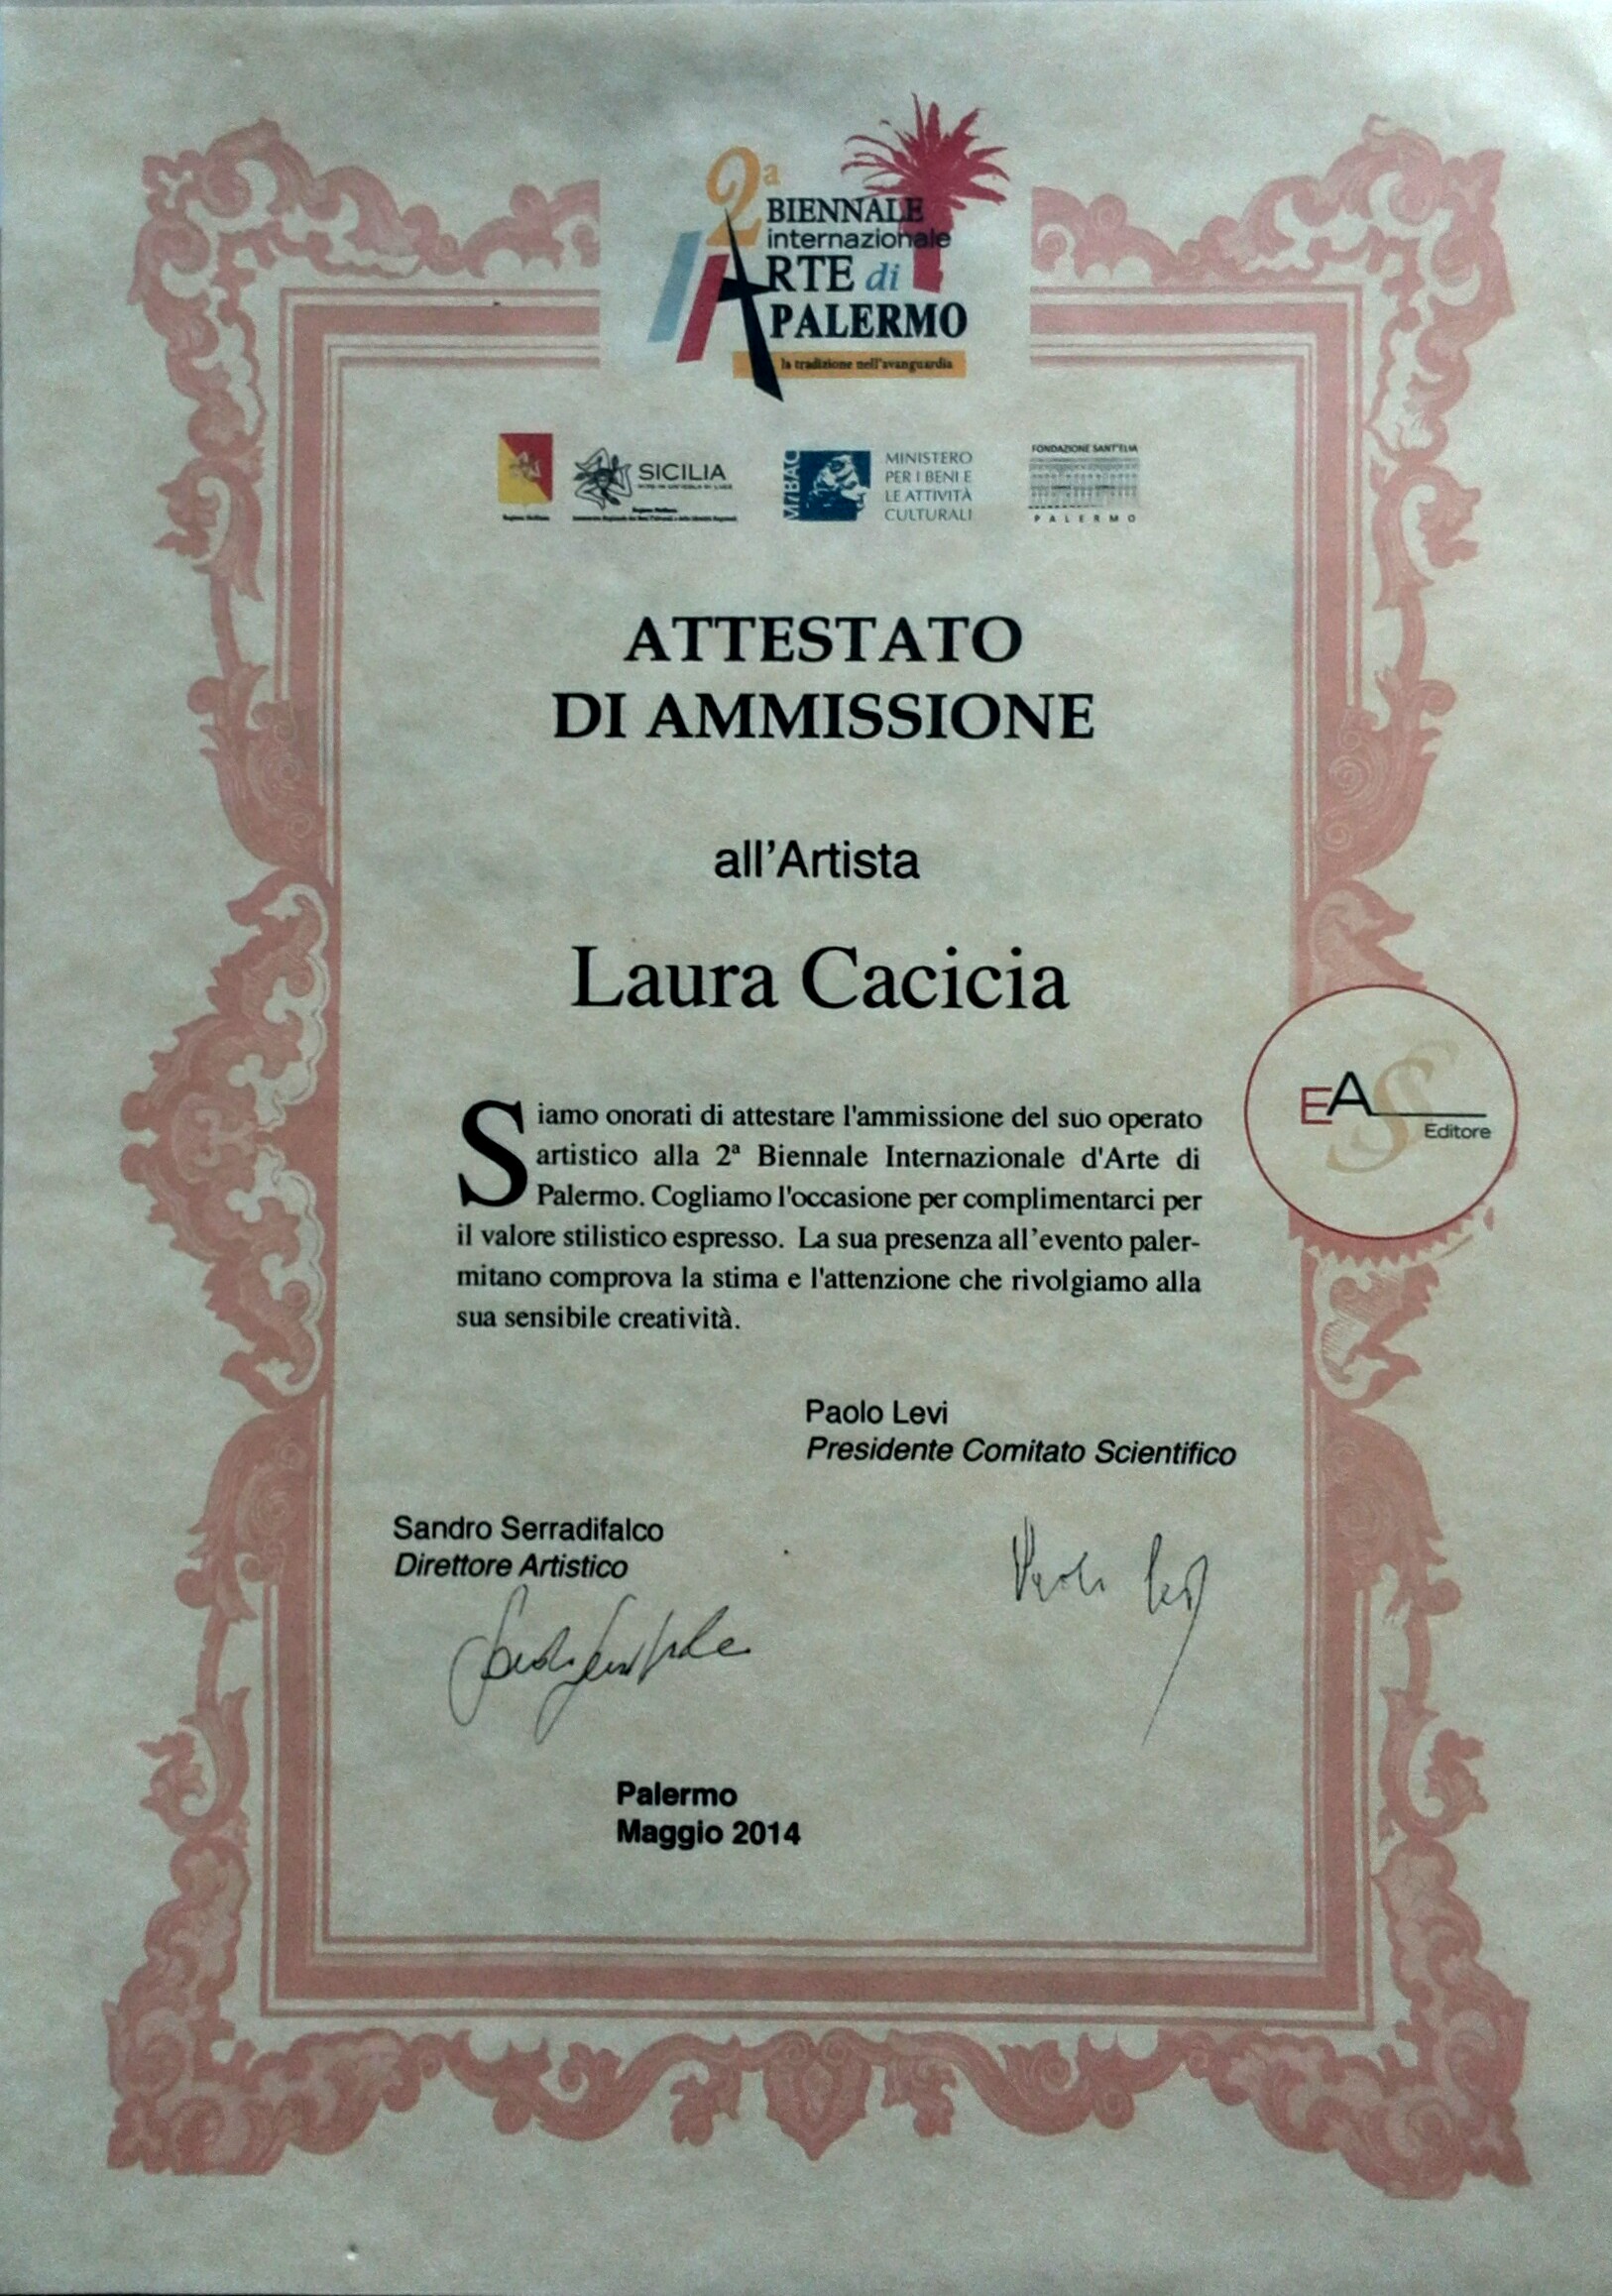 2ª
BIENNALE
internazionale
ARTE di
PALERMO
la tradizione nell'avanguardia
SICILIA
MiBAC
MINISTERO
PER I BENI E
LE ATTIVITÀ
CULTURALI
FONDAZIONE SANT'ELIA
PALERMO
ATTESTATO
DI AMMISSIONE
all'Artista
Laura Cacicia
Siamo onorati di attestare l'ammissione del suo operato
artistico alla 2ª Biennale Internazionale d'Arte di
Palermo. Cogliamo l'occasione per complimentarci per
il valore stilistico espresso. La sua presenza all'evento paler-
mitano comprova la stima e l'attenzione che rivolgiamo alla
sua sensibile creatività.
EA
Editore
Paolo Levi
Presidente Comitato Scientifico
Sandro Serradifalco
Direttore Artistico
Paolo Levi
Palermo
Maggio 2014